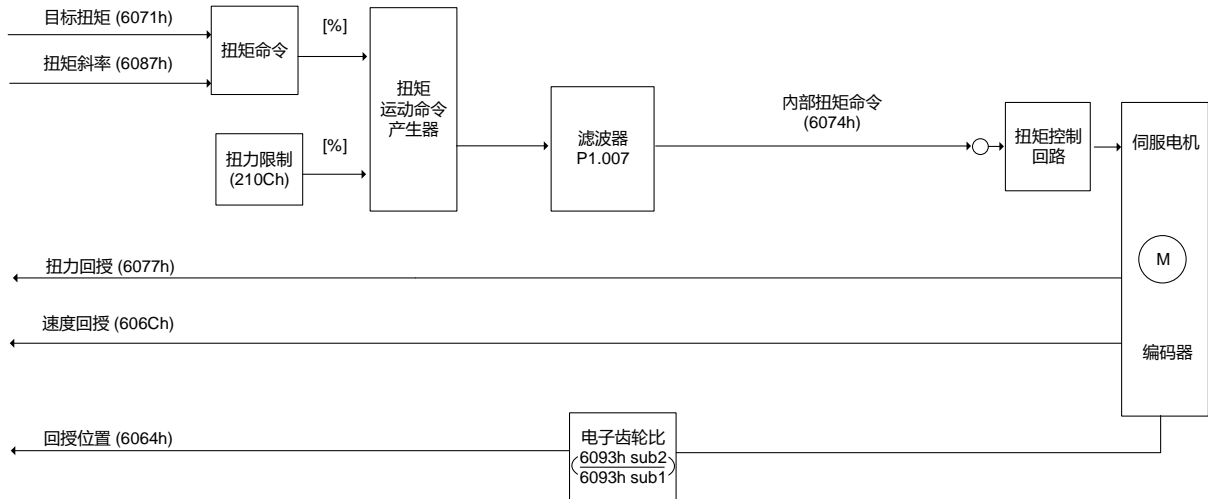 目标扭矩 (6071h)
扭矩斜率 (6087h)
扭矩命令
[%]
扭力限制
(210Ch)
[%]
扭矩
运动命令
产生器
滤波器
P1.007
内部扭矩命令
(6074h)
扭矩控制
回路
伺服电机
M
编码器
扭力回授 (6077h)
速度回授 (606Ch)
回授位置 (6064h)
电子齿轮比
6093h sub2
6093h sub1